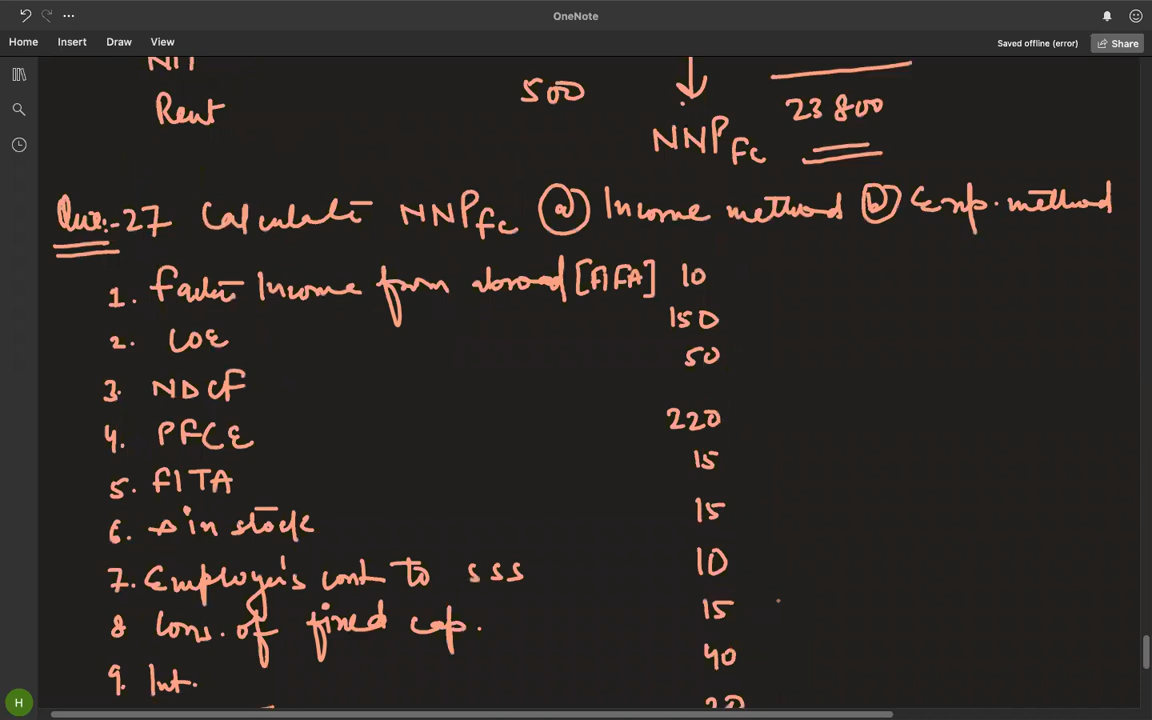 OneNote
Home Insert Draw View
Saved offline (error) Share
NIT
Rent 500 23800
NNPfc
Que:-27 Calculate NNPfc (a) Income method (b) Exp. method
1. factor Income from abroad [FIFA] 10
2. COE 150
3. NDCF 50
4. PFCE 220
5. FITA 15
6. Δ in stock 15
7. Employer's cont to SSS 10
8 Cons. of fixed cap. 15
9. Int. 40
20
H